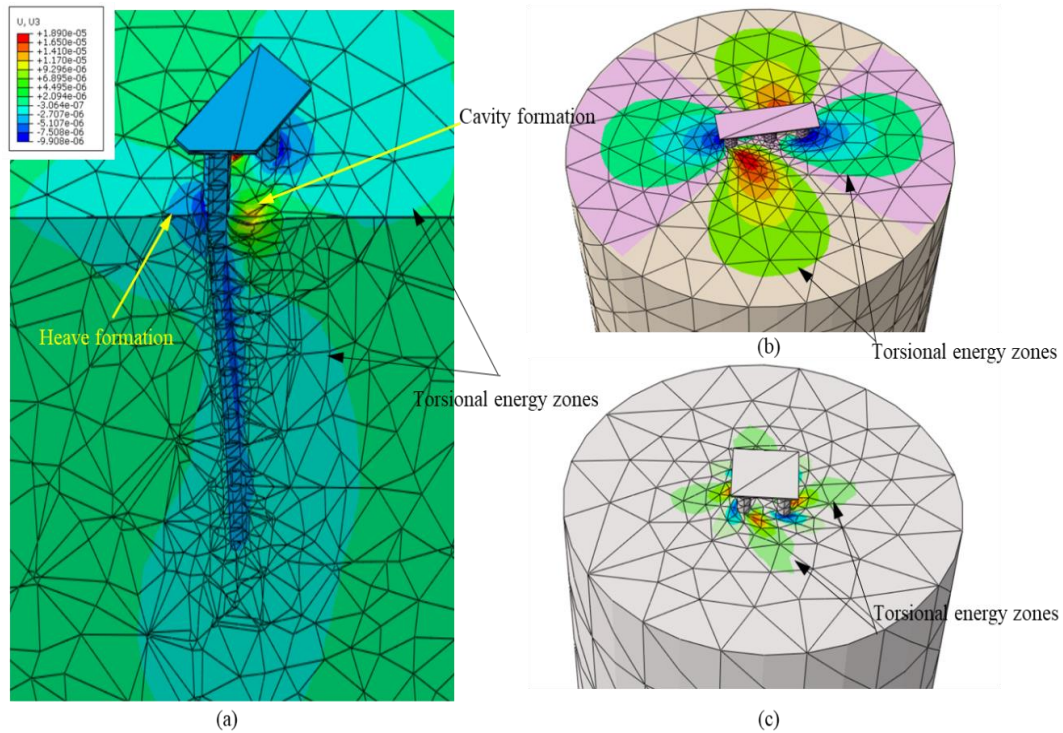 U, U3
+1.890e-05
+1.650e-05
+1.410e-05
+1.170e-05
+9.296e-06
+6.895e-06
+4.495e-06
+2.094e-06
-3.064e-07
-2.707e-06
-5.107e-06
-7.508e-06
-9.908e-06
Cavity formation
Heave formation
Torsional energy zones
(a)
Torsional energy zones
(b)
Torsional energy zones
(c)